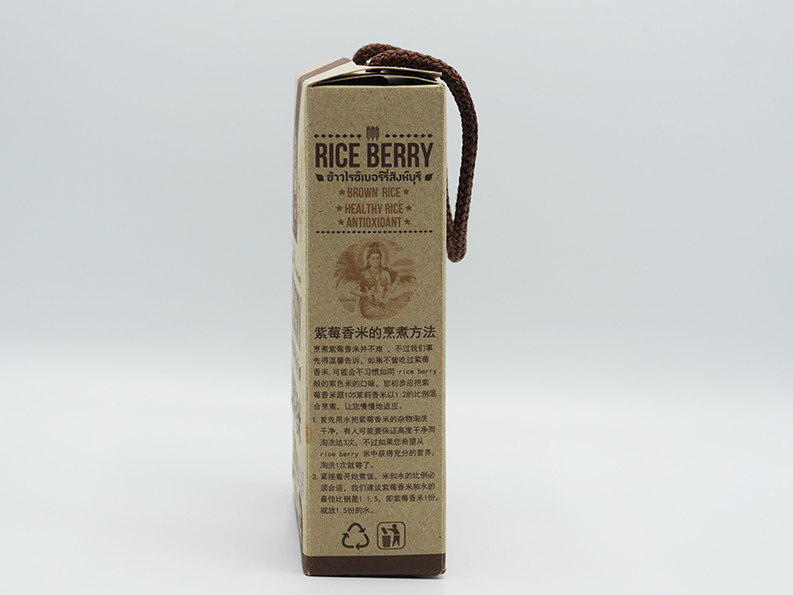 RICE BERRY
ข้าวไรซ์เบอร์รี่สิงห์บุรี
BROWN RICE
HEALTHY RICE
ANTIOXIDANT
紫莓香米的烹煮方法
烹煮紫莓香米并不难，不过我们事
先得温馨告诉，如果不曾吃过紫莓
香米,可能会不习惯如同 rice berry
般的紫色米的口味，您初步应把紫
莓香米跟105茉莉香米以1:2的比例混
合烹煮，让您慢慢地适应。
1. 首先用水把紫莓香米的杂物淘洗
干净，有人可能要保证高度干净而
淘洗达3次，不过如果您希望从
rice berry 米中获得充分的营养，
淘洗1次就够了。
2. 紧接着开始煮饭，米和水的比例必
须合适，我们建议紫莓香米和水的
最佳比例是1:1.5，即紫莓香米1份,
就放1.5份的水。